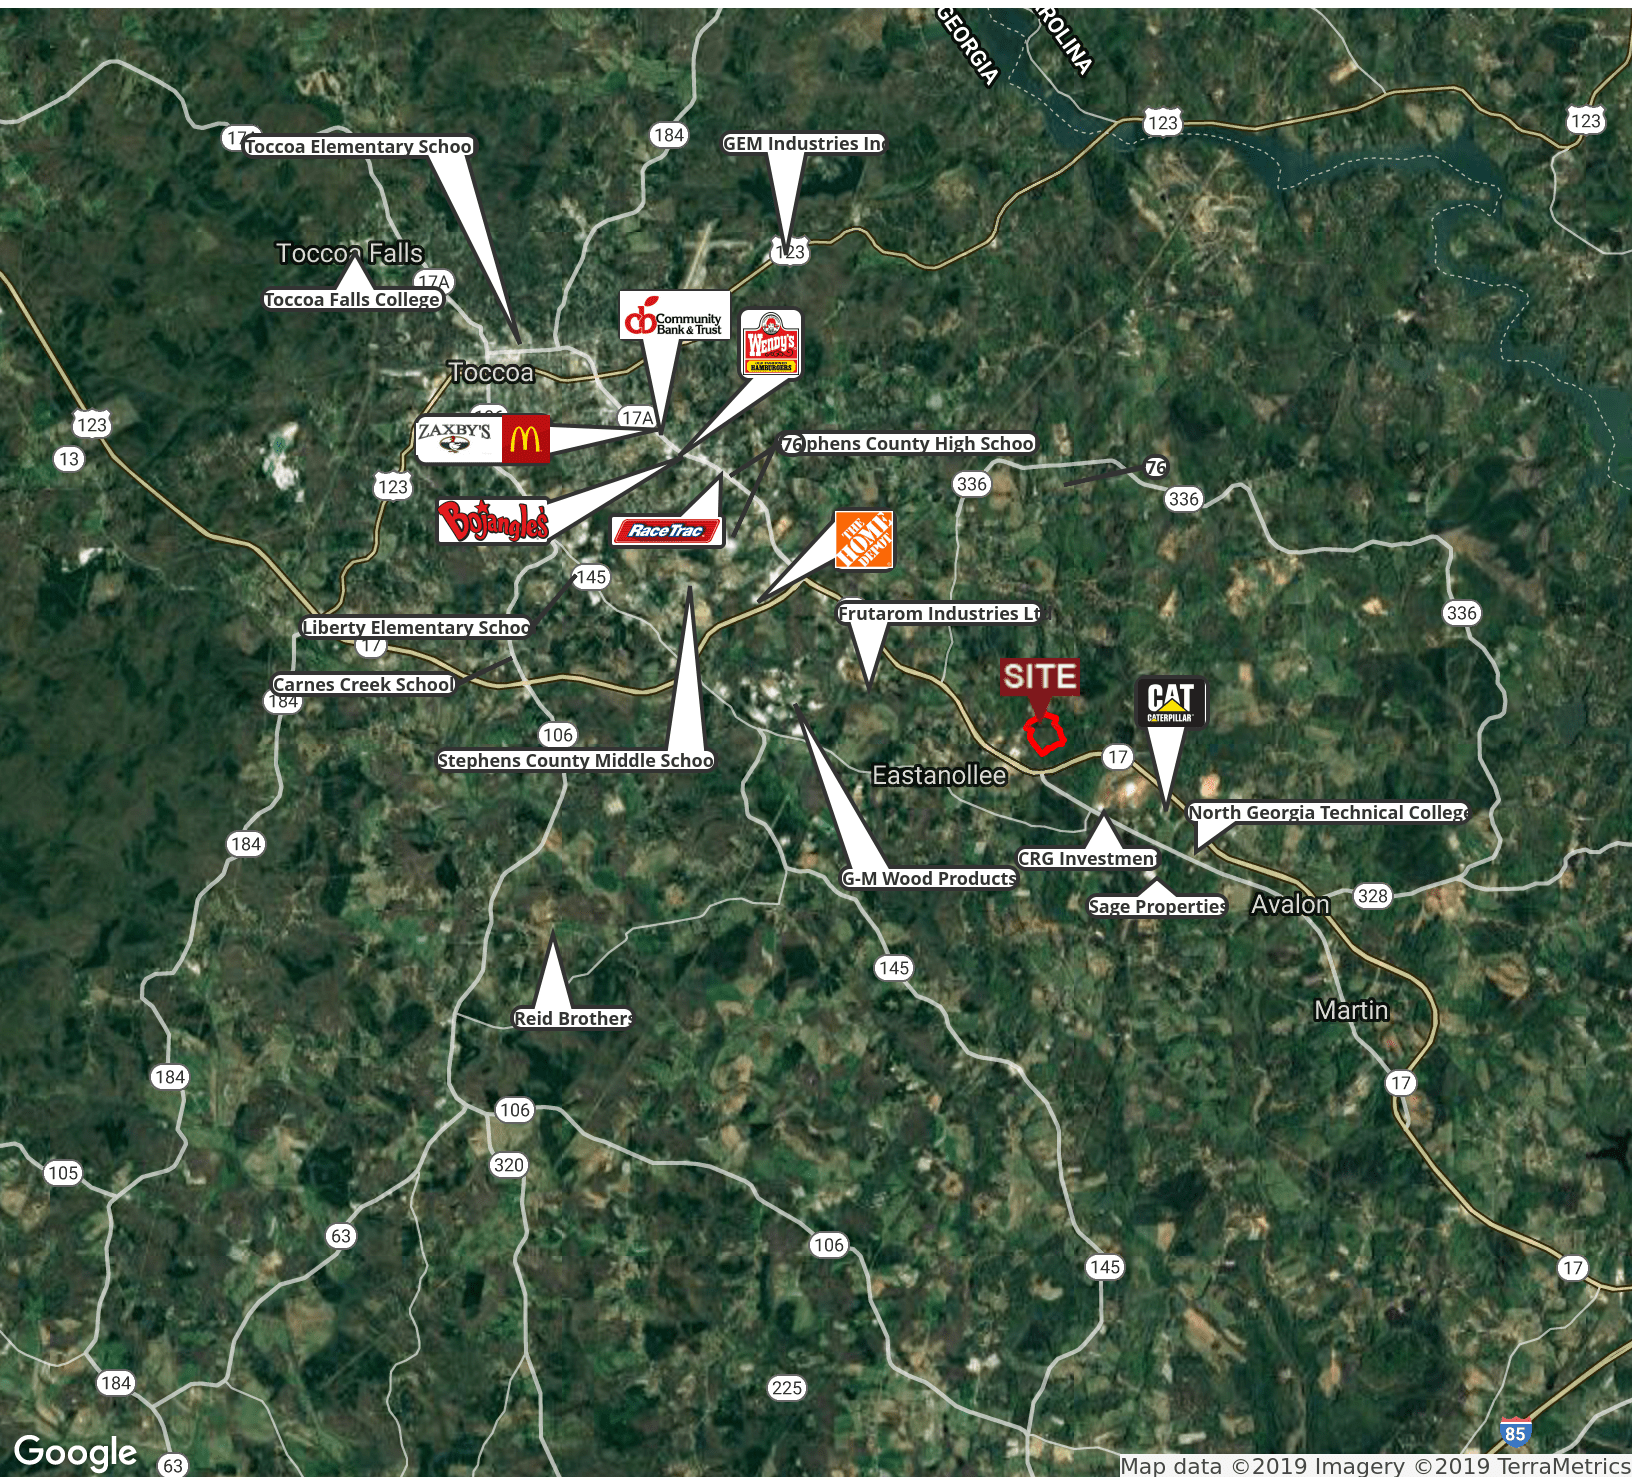 GEORGIA
ROLINA
123
123
17A
Toccoa Elementary Schoo
184
GEM Industries Inc
123
Toccoa Falls
17A
Toccoa Falls College
Community
Bank & Trust
WENDY'S
HAMBURGERS
Toccoa
106
17A
ZAXBY'S
123
13
76
phens County High Schoo
76
336
336
123
Bojangles'
RaceTrac
THE
HOME
DEPOT
145
Liberty Elementary Schoo
Frutarom Industries Ltd
336
17
Carnes Creek School
184
SITE
CAT
CATERPILLAR
106
Stephens County Middle Schoo
17
Eastanollee
North Georgia Technical College
184
CRG Investment
G-M Wood Products
Sage Properties
Avalon
328
145
Reid Brothers
Martin
184
17
106
320
105
63
106
145
17
184
225
85
Google
63
Map data ©2019 Imagery ©2019 TerraMetrics